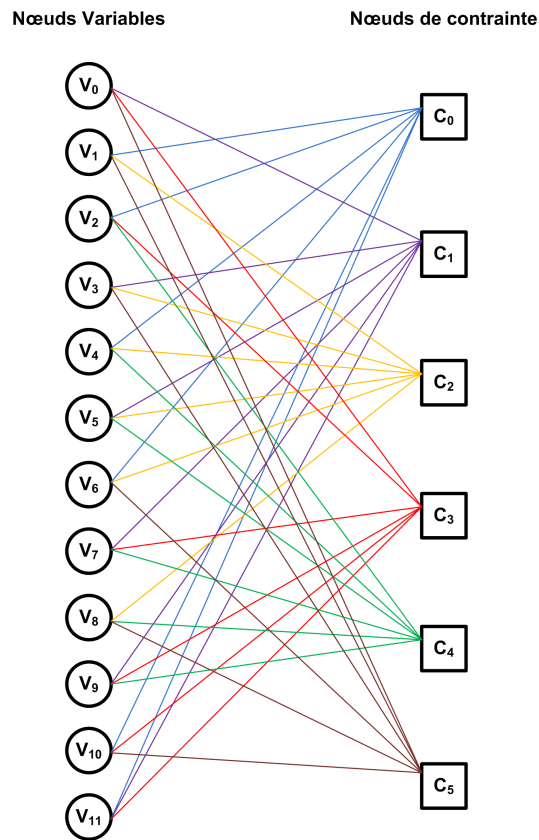 Nœuds Variables
Nœuds de contrainte
V₀
V₁
V₂
V₃
V₄
V₅
V₆
V₇
V₈
V₉
V₁₀
V₁₁
C₀
C₁
C₂
C₃
C₄
C₅